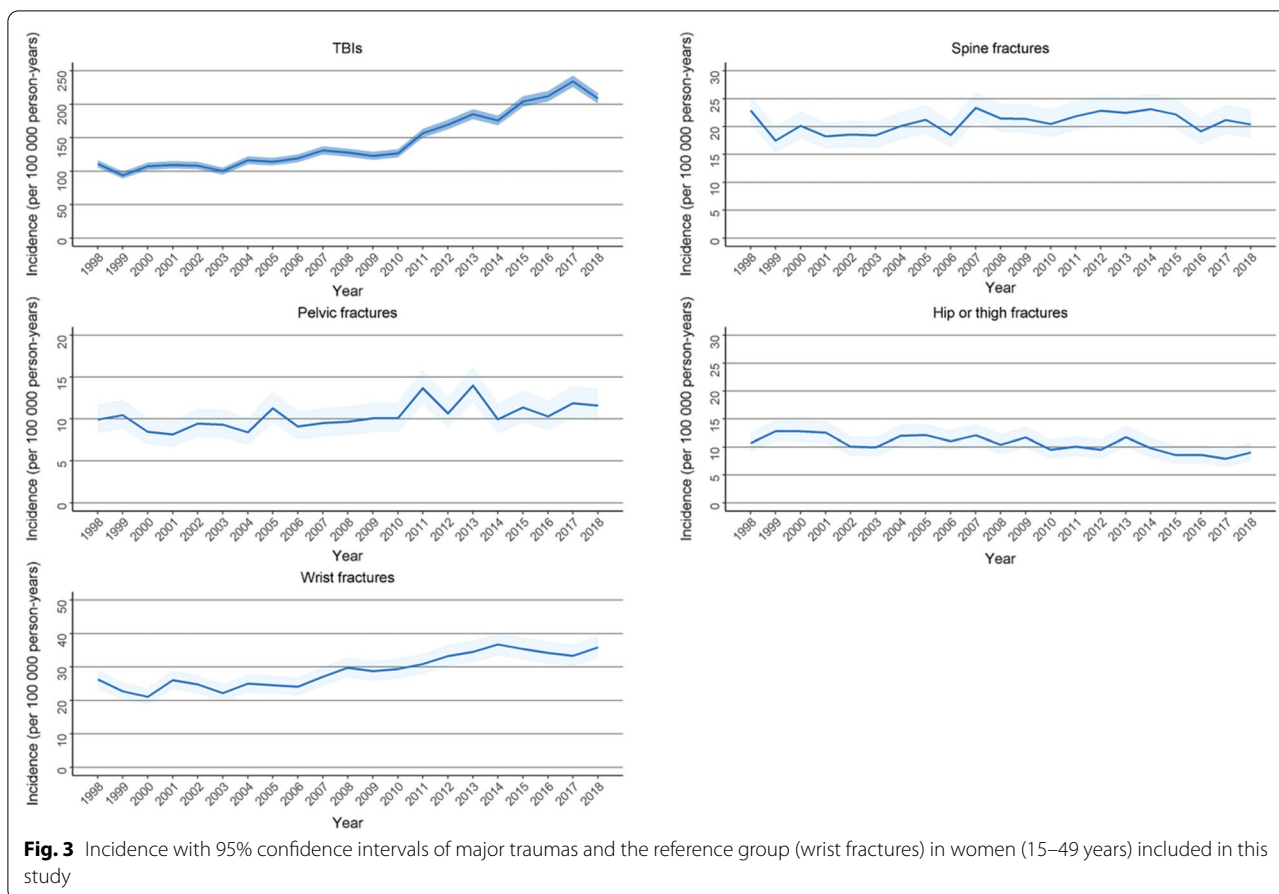 TBIs
Incidence (per 100 000 person-years)
250
200
150
100
50
0
1998 1999 2000 2001 2002 2003 2004 2005 2006 2007 2008 2009 2010 2011 2012 2013 2014 2015 2016 2017 2018
Year
Spine fractures
Incidence (per 100 000 person-years)
30
25
20
15
10
5
0
1998 1999 2000 2001 2002 2003 2004 2005 2006 2007 2008 2009 2010 2011 2012 2013 2014 2015 2016 2017 2018
Year
Pelvic fractures
Incidence (per 100 000 person-years)
20
15
10
5
0
1998 1999 2000 2001 2002 2003 2004 2005 2006 2007 2008 2009 2010 2011 2012 2013 2014 2015 2016 2017 2018
Year
Hip or thigh fractures
Incidence (per 100 000 person-years)
30
25
20
15
10
5
0
1998 1999 2000 2001 2002 2003 2004 2005 2006 2007 2008 2009 2010 2011 2012 2013 2014 2015 2016 2017 2018
Year
Wrist fractures
Incidence (per 100 000 person-years)
50
40
30
20
10
0
1998 1999 2000 2001 2002 2003 2004 2005 2006 2007 2008 2009 2010 2011 2012 2013 2014 2015 2016 2017 2018
Year
Fig. 3 Incidence with 95% confidence intervals of major traumas and the reference group (wrist fractures) in women (15–49 years) included in this
study